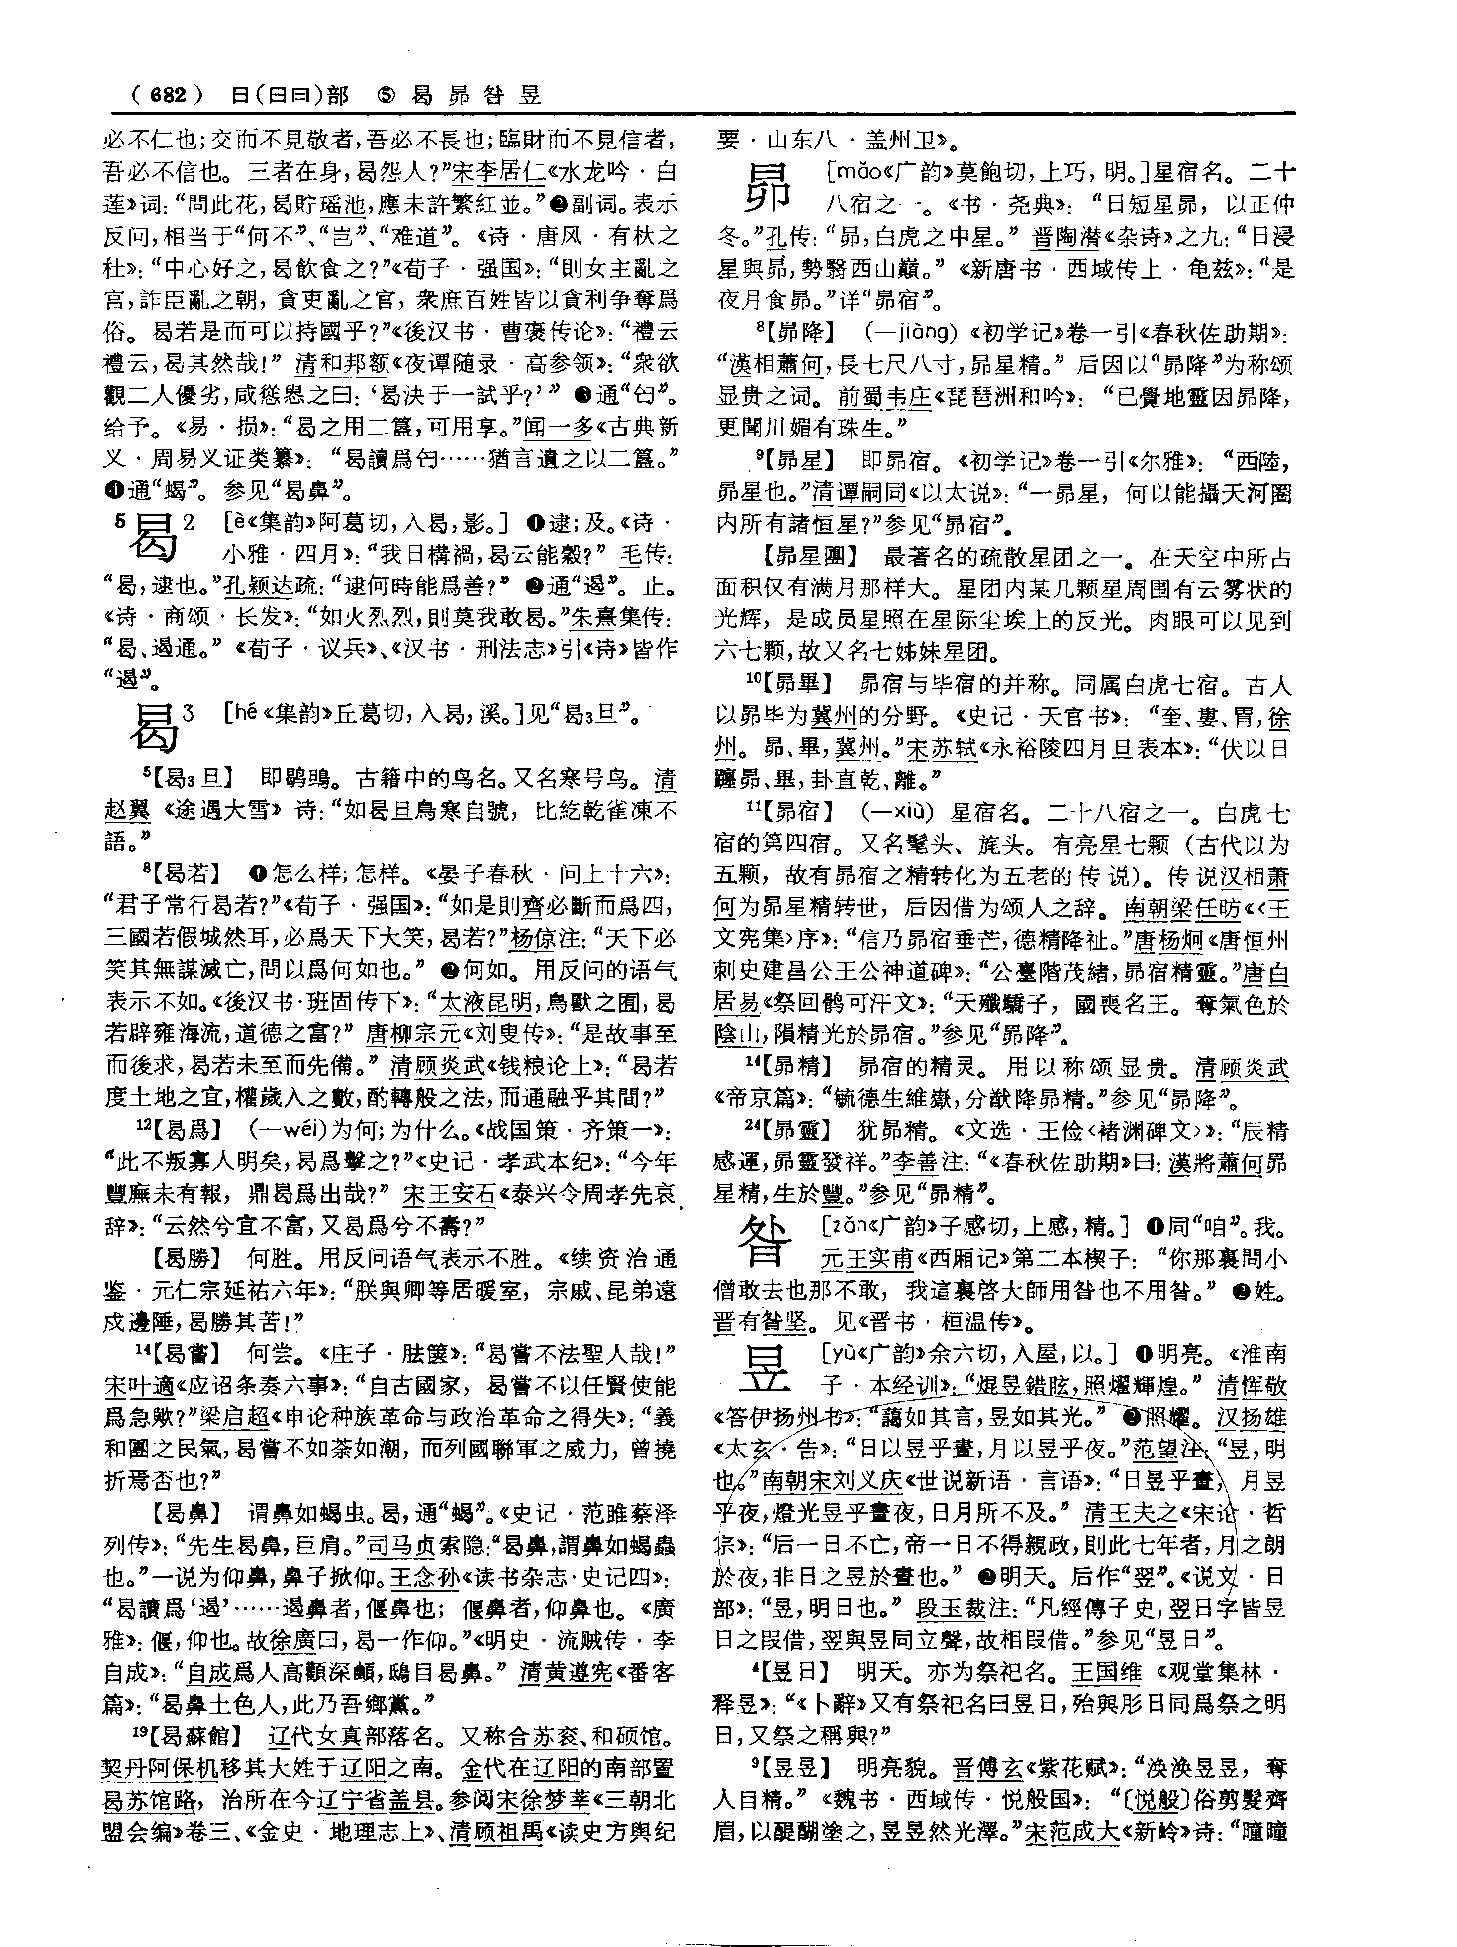 (682) 日(日曰)部 ⑤ 曷昴昝昱
必不仁也;交而不見敬者,吾必不長也;臨財而不見信者,
吾必不信也。三者在身,曷怨人?”宋李居仁《水龙吟·白
莲》词:“問此花,曷貯瑶池,應未許繁紅並。”❷副词。表示
反问,相当于“何不”、“岂”、“难道”。《诗·唐风·有杕之
杜》:“中心好之,曷飲食之?”《荀子·强国》:“則女主亂之
宫,詐臣亂之朝,貪吏亂之官,衆庶百姓皆以貪利争奪爲
俗。曷若是而可以持國乎?”《後汉书·曹褒传论》:“禮云
禮云,曷其然哉!”清和邦额《夜谭随录·高参领》:“衆欲
觀二人優劣,咸慫恿之曰:‘曷決于一試乎?’”❸通“匄”。
给予。《易·损》:“曷之用二簋,可用享。”闻一多《古典新
义·周易义证类纂》:“曷讀爲匄……猶言遺之以二簋。”
❹通“蝎”。参见“曷鼻”。
5曷2 [è《集韵》阿葛切,入曷,影。]❶逮;及。《诗·
小雅·四月》:“我日構禍,曷云能穀?”毛传:
“曷,逮也。”孔颖达疏:“逮何時能爲善?”❷通“遏”。止。
《诗·商颂·长发》:“如火烈烈,則莫我敢曷。”朱熹集传:
“曷、遏通。”《荀子·议兵》、《汉书·刑法志》引《诗》皆作
“遏”。
曷3 [hé《集韵》丘葛切,入曷,溪。]见“曷3旦”。
5【曷3旦】 即鹖鴠。古籍中的鸟名。又名寒号鸟。清
赵翼《途遇大雪》诗:“如曷旦鳥寒自號,比紇乾雀凍不
語。”
8【曷若】 ❶怎么样;怎样。《晏子春秋·问上十六》:
“君子常行曷若?”《荀子·强国》:“如是則齊必斷而爲四,
三國若假城然耳,必爲天下大笑,曷若?”杨倞注:“天下必
笑其無謀滅亡,問以爲何如也。”❷何如。用反问的语气
表示不如。《後汉书·班固传下》:“太液昆明,鳥獸之囿,曷
若辟雍海流,道德之富?”唐柳宗元《刘叟传》:“是故事至
而後求,曷若未至而先備。”清顾炎武《钱粮论上》:“曷若
度土地之宜,權歲入之數,酌轉般之法,而通融乎其間?”
12【曷爲】 (—wéi)为何;为什么。《战国策·齐策一》:
“此不叛寡人明矣,曷爲擊之?”《史记·孝武本纪》:“今年
豐廡未有報,鼎曷爲出哉?”宋王安石《泰兴令周孝先哀
辞》:“云然兮宜不富,又曷爲兮不壽?”
【曷勝】 何胜。用反问语气表示不胜。《续资治通
鉴·元仁宗延祐六年》:“朕與卿等居暖室,宗戚、昆弟遠
戍邊陲,曷勝其苦!”
14【曷嘗】 何尝。《庄子·胠箧》:“曷嘗不法聖人哉!”
宋叶適《应诏条奏六事》:“自古國家,曷嘗不以任賢使能
爲急歟?”梁启超《申论种族革命与政治革命之得失》:“義
和團之民氣,曷嘗不如荼如潮,而列國聯軍之威力,曾撓
折焉否也?”
【曷鼻】 谓鼻如蝎虫。曷,通“蝎”。《史记·范雎蔡泽
列传》:“先生曷鼻,巨肩。”司马贞索隐:“曷鼻,謂鼻如蝎蟲
也。”一说为仰鼻,鼻子掀仰。王念孙《读书杂志·史记四》:
“曷讀爲‘遏’……遏鼻者,偃鼻也;偃鼻者,仰鼻也。《廣
雅》:偃,仰也。故徐廣曰,曷一作仰。”《明史·流贼传·李
自成》:“自成爲人高顴深䪼,鴟目曷鼻。”清黄遵宪《番客
篇》:“曷鼻土色人,此乃吾鄉黨。”
19【曷蘇館】 辽代女真部落名。又称合苏衮、和硕馆。
契丹阿保机移其大姓于辽阳之南。金代在辽阳的南部置
曷苏馆路,治所在今辽宁省盖县。参阅宋徐梦莘《三朝北
盟会编》卷三、《金史·地理志上》、清顾祖禹《读史方舆纪
要·山东八·盖州卫》。
昴 [mǎo《广韵》莫飽切,上巧,明。]星宿名。二十
八宿之一。《书·尧典》:“日短星昴,以正仲
冬。”孔传:“昴,白虎之中星。”晋陶潜《杂诗》之九:“日浸
星與昴,勢翳西山巔。”《新唐书·西域传上·龟兹》:“是
夜月食昴。”详“昴宿”。
8【昴降】 (—jiàng)《初学记》卷一引《春秋佐助期》:
“漢相蕭何,長七尺八寸,昴星精。”后因以“昴降”为称颂
显贵之词。前蜀韦庄《琵琶洲和吟》:“已覺地靈因昴降,
更聞川媚有珠生。”
9【昴星】 即昴宿。《初学记》卷一引《尔雅》:“西陸,
昴星也。”清谭嗣同《以太说》:“一昴星,何以能攝天河圈
内所有諸恒星?”参见“昴宿”。
【昴星團】 最著名的疏散星团之一。在天空中所占
面积仅有满月那样大。星团内某几颗星周围有云雾状的
光辉,是成员星照在星际尘埃上的反光。肉眼可以见到
六七颗,故又名七姊妹星团。
10【昴畢】 昴宿与毕宿的并称。同属白虎七宿。古人
以昴毕为冀州的分野。《史记·天官书》:“奎、婁、胃,徐
州。昴、畢,冀州。”宋苏轼《永裕陵四月旦表本》:“伏以日
躔昴、畢,卦直乾、離。”
11【昴宿】 (—xiù)星宿名。二十八宿之一。白虎七
宿的第四宿。又名髦头、旄头。有亮星七颗(古代以为
五颗,故有昴宿之精转化为五老的传说)。传说汉相萧
何为昴星精转世,后因借为颂人之辞。南朝梁任昉《〈王
文宪集〉序》:“信乃昴宿垂芒,德精降祉。”唐杨炯《唐恒州
刺史建昌公王公神道碑》:“公臺階茂緒,昴宿精靈。”唐白
居易《祭回鹘可汗文》:“天殲驕子,國喪名王。奪氣色於
陰山,隕精光於昴宿。”参见“昴降”。
14【昴精】 昴宿的精灵。用以称颂显贵。清顾炎武
《帝京篇》:“毓德生維嶽,分猷降昴精。”参见“昴降”。
24【昴靈】 犹昴精。《文选·王俭〈褚渊碑文〉》:“辰精
感運,昴靈發祥。”李善注:“《春秋佐助期》曰:漢將蕭何昴
星精,生於豐。”参见“昴精”。
昝 [zǎn《广韵》子感切,上感,精。]❶同“咱”。我。
元王实甫《西厢记》第二本楔子:“你那裏問小
僧敢去也那不敢,我這裏啓大師用昝也不用昝。”❷姓。
晋有昝坚。见《晋书·桓温传》。
昱 [yù《广韵》余六切,入屋,以。]❶明亮。《淮南
子·本经训》:“焜昱錯眩,照燿輝煌。”清恽敬
《答伊扬州书》:“藹如其言,昱如其光。”❷照耀。汉扬雄
《太玄·告》:“日以昱乎晝,月以昱乎夜。”范望注:“昱,明
也。”南朝宋刘义庆《世说新语·言语》:“日昱乎晝,月昱
乎夜,燈光昱乎晝夜,日月所不及。”清王夫之《宋论·哲
宗》:“后一日不亡,帝一日不得親政,則此七年者,月之朗
於夜,非日之昱於晝也。”❸明天。后作“翌”。《说文·日
部》:“昱,明日也。”段玉裁注:“凡經傳子史,翌日字皆昱
日之叚借,翌與昱同立聲,故相叚借。”参见“昱日”。
4【昱日】 明天。亦为祭祀名。王国维《观堂集林·
释昱》:“《卜辭》又有祭祀名曰昱日,殆與肜日同爲祭之明
日,又祭之稱與?”
9【昱昱】 明亮貌。晋傅玄《紫花赋》:“涣涣昱昱,奪
人目精。”《魏书·西域传·悦般国》:“〔悦般〕俗剪髮齊
眉,以醍醐塗之,昱昱然光澤。”宋范成大《新岭》诗:“瞳瞳